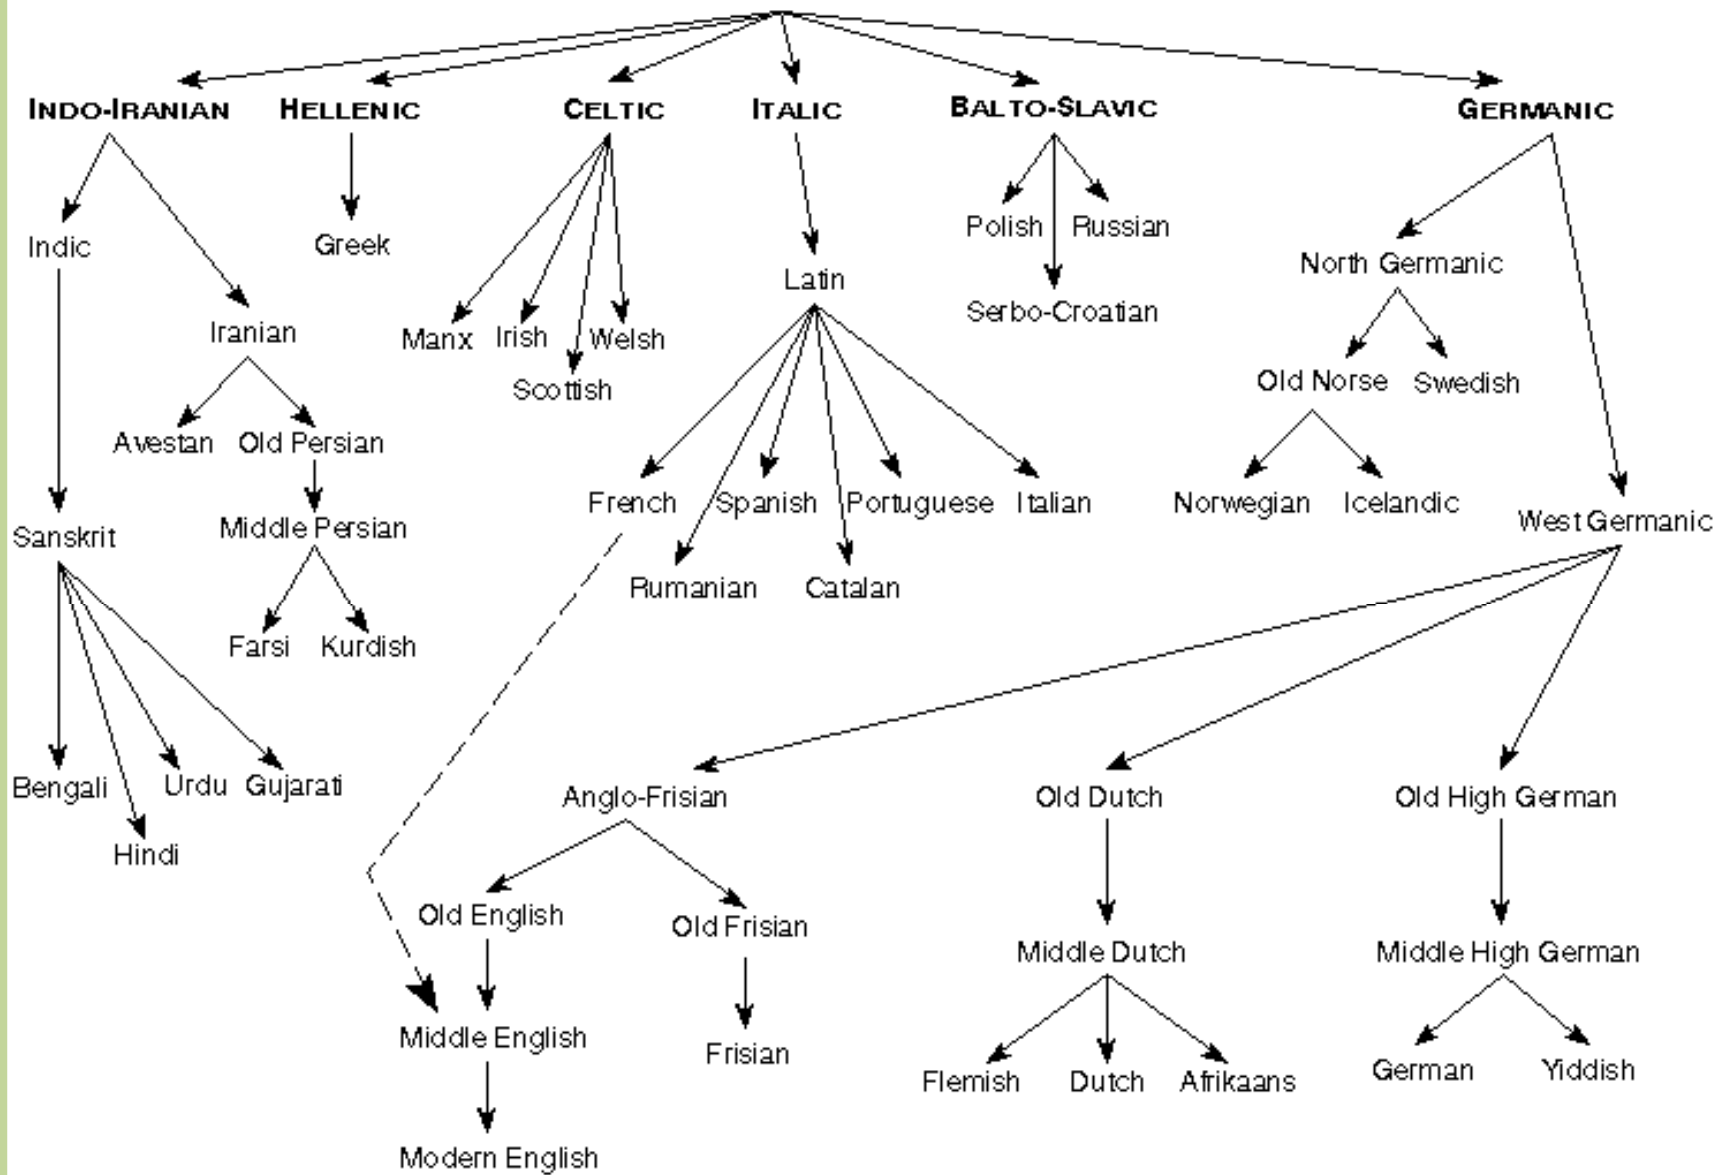 INDO-IRANIAN HELLENIC CELTIC ITALIC BALTO-SLAVIC GERMANIC
Polish Russian
Indic Greek
North Germanic
Latin
Serbo-Croatian
Iranian
Manx Irish Welsh
Scottish
Old Norse Swedish
Avestan Old Persian
French Spanish Portuguese Italian
Norwegian Icelandic
West Germanic
Sanskrit
Middle Persian
Rumanian Catalan
Farsi Kurdish
Bengali Urdu Gujarati
Anglo-Frisian Old Dutch Old High German
Hindi
Old English Old Frisian
Middle Dutch Middle High German
Middle English
Frisian
Flemish Dutch Afrikaans
German Yiddish
Modern English